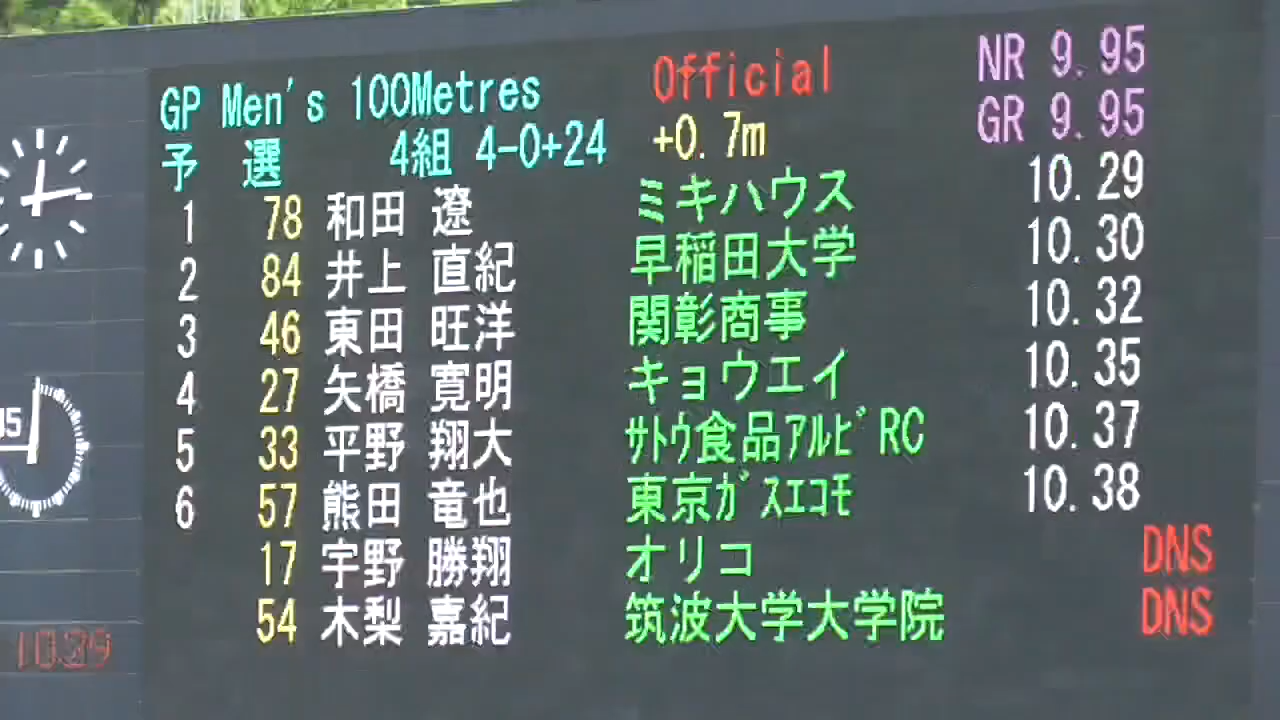 GP Men's 100Metres Official NR 9.95
予 選 4組 4-0+24 +0.7m GR 9.95
1 78 和田 遼 ミキハウス 10.29
2 84 井上 直紀 早稲田大学 10.30
3 46 東田 旺洋 関彰商事 10.32
4 27 矢橋 寛明 キョウエイ 10.35
5 33 平野 翔大 ｻﾄｳ食品ｱﾙﾋﾞRC 10.37
6 57 熊田 竜也 東京ｶﾞｽｴｺﾓ 10.38
17 宇野 勝翔 オリコ DNS
54 木梨 嘉紀 筑波大学大学院 DNS
10.29